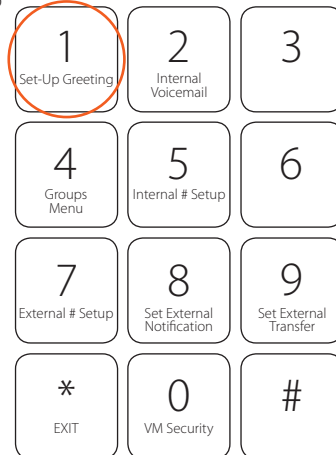 1
Set-Up Greeting
2
Internal
Voicemail
3
4
Groups
Menu
5
Internal # Setup
6
7
External # Setup
8
Set External
Notification
9
Set External
Transfer
*
EXIT
0
VM Security
#